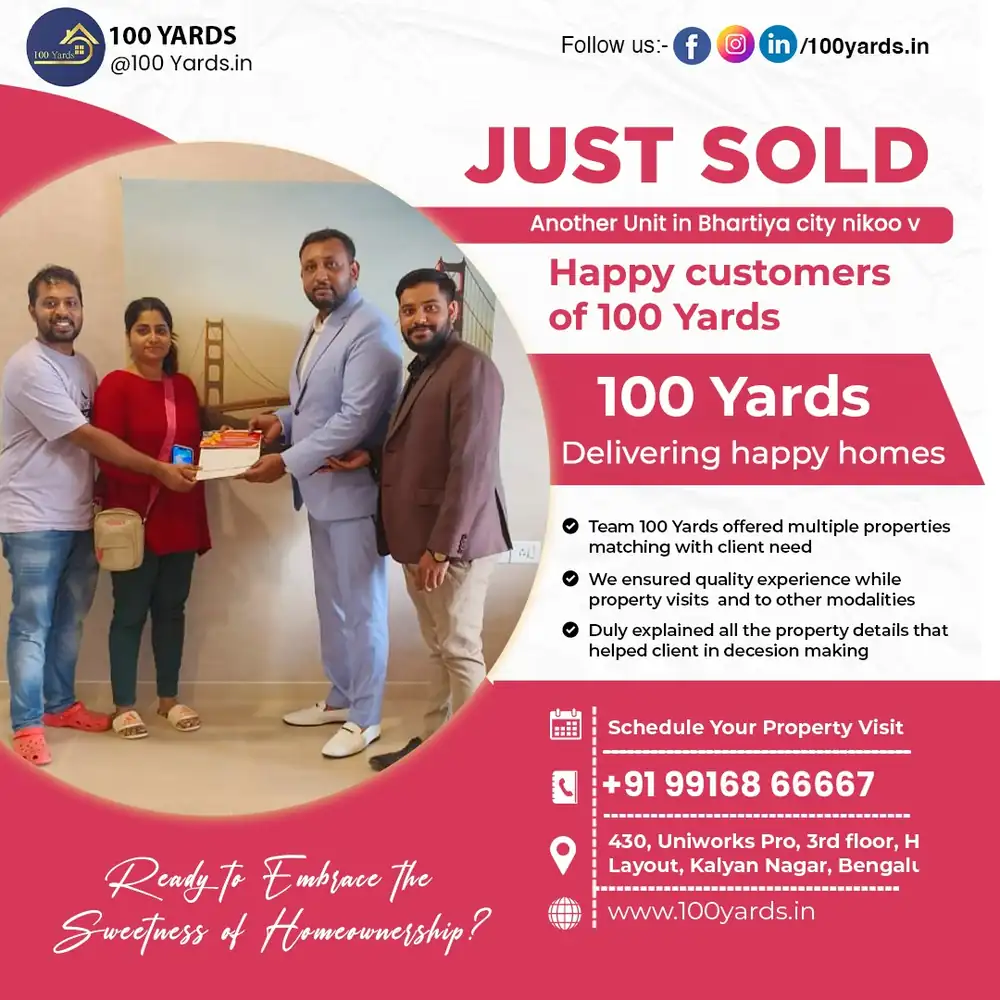 100 YARDS
@100 Yards.in
100 Yards
Follow us:- /100yards.in
JUST SOLD
Another Unit in Bhartiya city nikoo v
Happy customers
of 100 Yards
100 Yards
Delivering happy homes
Team 100 Yards offered multiple properties
matching with client need
We ensured quality experience while
property visits and to other modalities
Duly explained all the property details that
helped client in decesion making
Schedule Your Property Visit
+91 99168 66667
430, Uniworks Pro, 3rd floor, H
Layout, Kalyan Nagar, Bengalu
www.100yards.in
Ready to Embrace the
Sweetness of Homeownership?